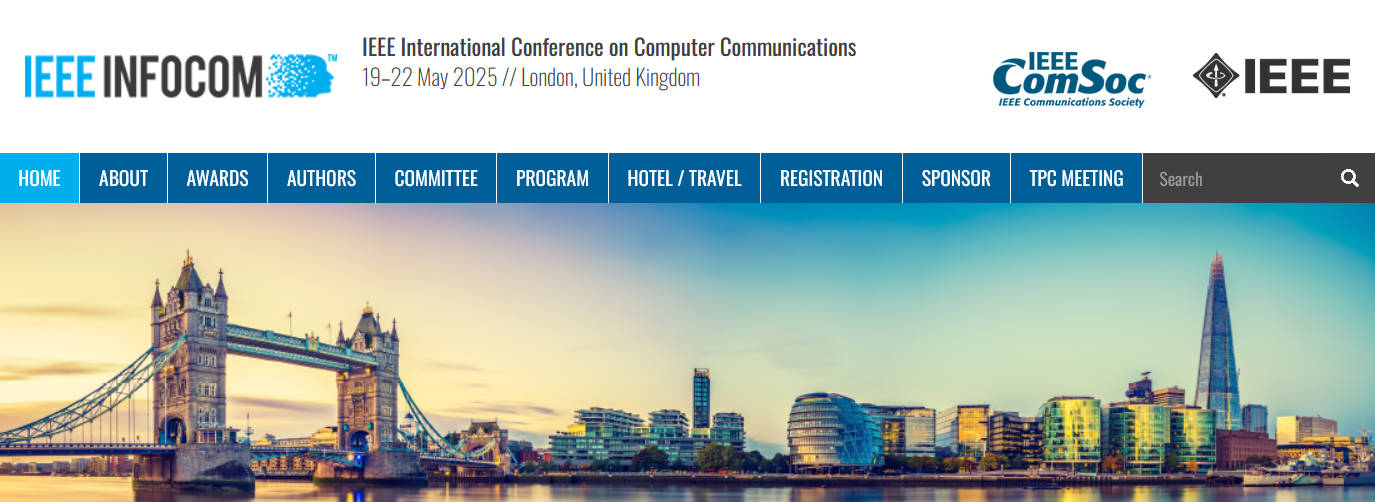 IEEE INFOCOM™
IEEE International Conference on Computer Communications
19–22 May 2025 // London, United Kingdom
IEEE
ComSoc®
IEEE Communications Society
IEEE
HOME
ABOUT
AWARDS
AUTHORS
COMMITTEE
PROGRAM
HOTEL / TRAVEL
REGISTRATION
SPONSOR
TPC MEETING
Search